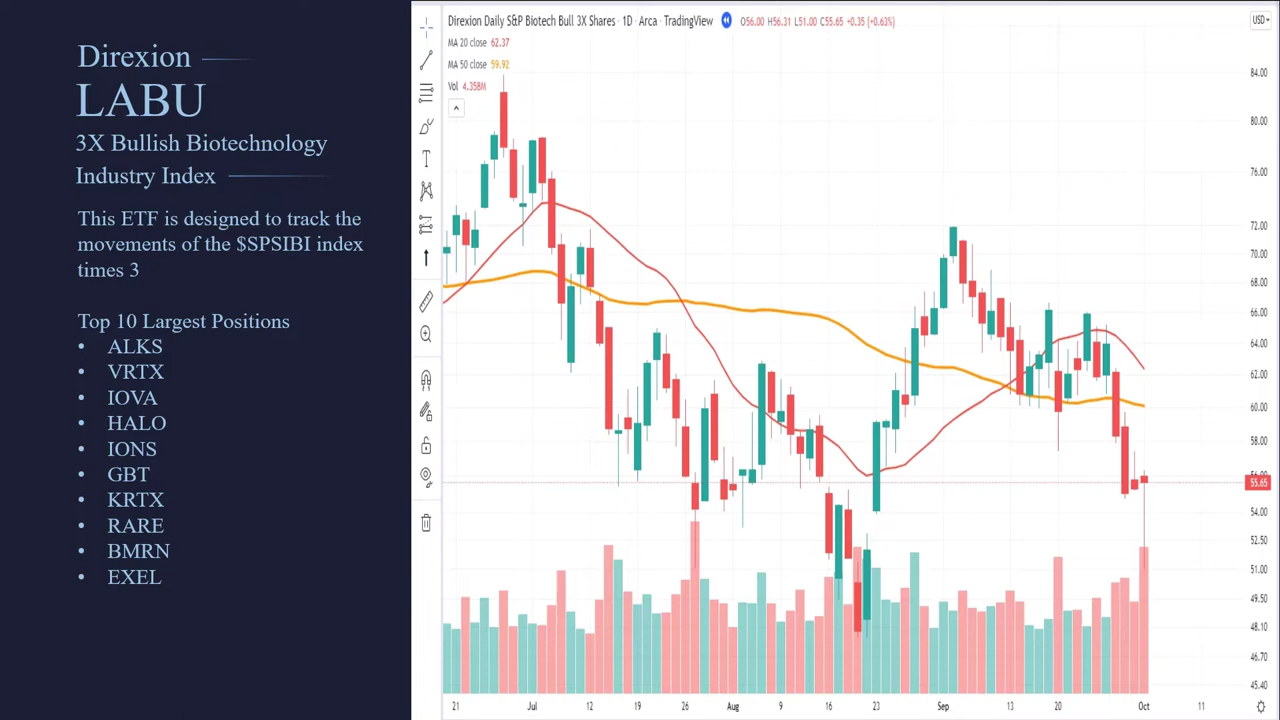 Direxion
LABU
3X Bullish Biotechnology
Industry Index
This ETF is designed to track the
movements of the $SPSIBI index
times 3
Top 10 Largest Positions
• ALKS
• VRTX
• IOVA
• HALO
• IONS
• GBT
• KRTX
• RARE
• BMRN
• EXEL
Direxion Daily S&P Biotech Bull 3X Shares · 1D · Arca · TradingView O56.00 H56.31 L51.00 C55.65 +0.35 (+0.63%)
MA 20 close 62.37
MA 50 close 59.92
Vol 4.358M
USD
84.00
80.00
76.00
72.00
70.00
68.00
66.00
64.00
62.00
60.00
58.00
56.00
55.65
54.00
52.50
51.00
49.50
48.10
46.70
45.40
21 Jul 12 19 26 Aug 9 16 23 Sep 13 20 Oct 11